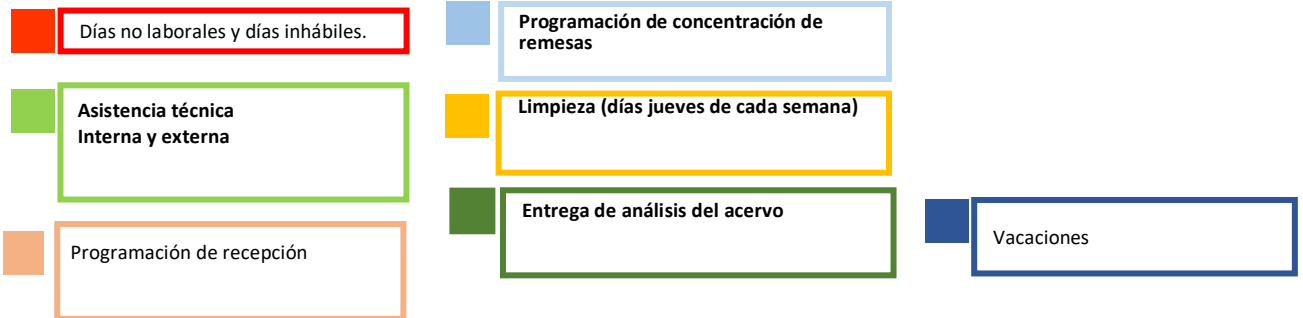 Días no laborales y días inhábiles.
Programación de concentración de
remesas
Asistencia técnica
Interna y externa
Limpieza (días jueves de cada semana)
Entrega de análisis del acervo
Programación de recepción
Vacaciones